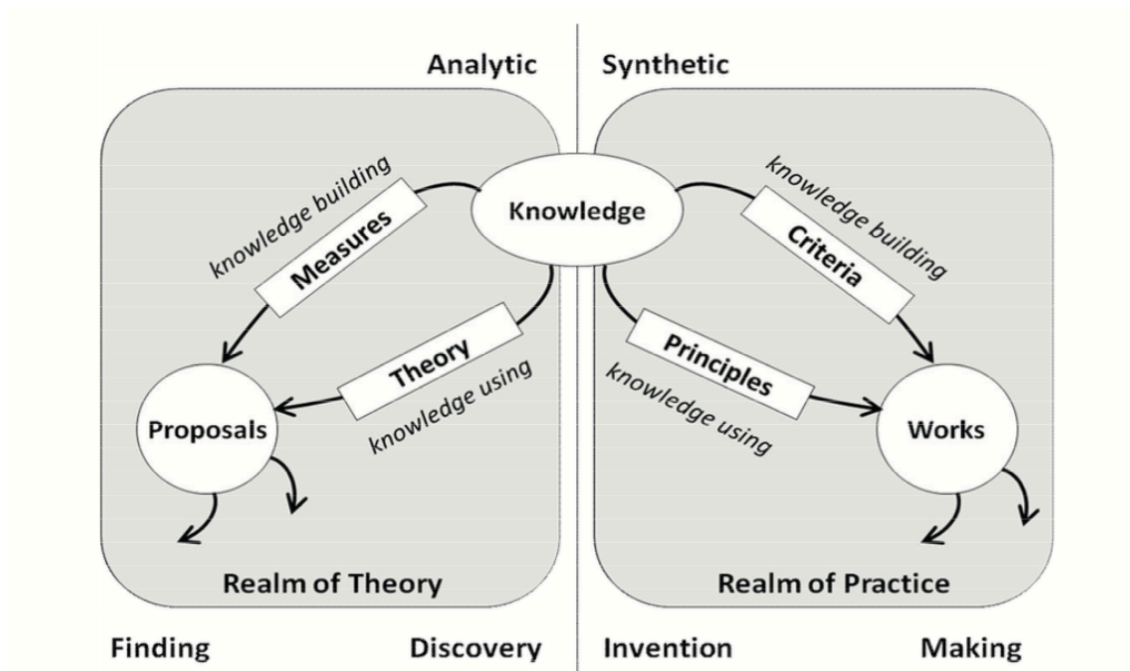 Analytic
Synthetic
knowledge building
Measures
Knowledge
knowledge building
Criteria
Theory
knowledge using
Principles
knowledge using
Proposals
Works
Realm of Theory
Realm of Practice
Finding
Discovery
Invention
Making